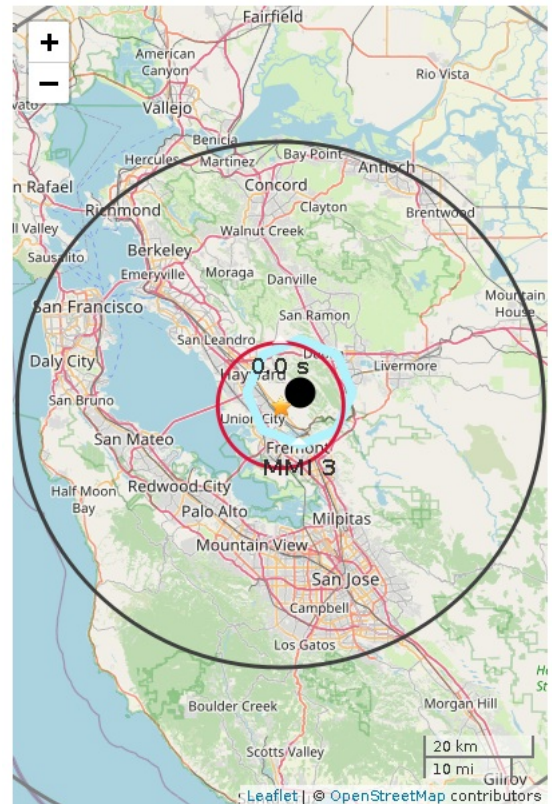 Fairfield
+
American
Canyon
Rio Vista
−
Vallejo
Benicia
Hercules
Martinez
Bay Point
Antioch
n Rafael
Concord
Richmond
Clayton
Brentwood
ll Valley
Walnut Creek
Sausalito
Berkeley
Emeryville
Moraga
Danville
Mountain
House
San Francisco
San Ramon
San Leandro
Daly City
0.0 s
Hayward
Livermore
San Bruno
Union City
San Mateo
Fremont
MMI 3
Half Moon
Bay
Redwood City
Palo Alto
Milpitas
Mountain View
San Jose
Campbell
Los Gatos
Boulder Creek
Morgan Hill
Scotts Valley
20 km
10 mi
Gilroy
Leaflet | © OpenStreetMap contributors